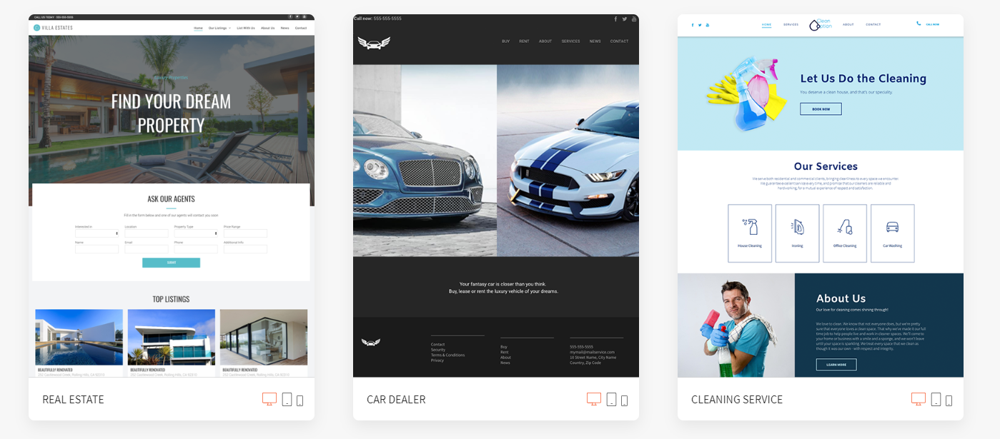 CALL US TODAY · 555-555-5555
VILLA ESTATES
Home Our Listings List With Us About Us News Contact
Luxury Properties
FIND YOUR DREAM
PROPERTY
ASK OUR AGENTS
Fill in the form below and one of our agents will contact you soon
Interested In Location Property Type Price Range
Name Email Phone Additional Info
SUBMIT
TOP LISTINGS
BEAUTIFULLY RENOVATED BEAUTIFULLY RENOVATED BEAUTIFULLY RENOVATED
252 Castlewood Creek, Rolling Hills, CA 92310 252 Castlewood Creek, Rolling Hills, CA 92310 252 Castlewood Creek, Rolling Hills, CA 92310
REAL ESTATE
Call now: 555-555-5555
BUY RENT ABOUT SERVICES NEWS CONTACT
Your fantasy car is closer than you think.
Buy, lease or rent the luxury vehicle of your dreams.
Contact
Security
Terms & Conditions
Privacy
Buy
Rent
About
News
555-555-5555
mymail@mailservice.com
10 Street Name, City Name
Country, Zip Code
CAR DEALER
HOME SERVICES
Clean
ABOUT CONTACT
CALL NOW
Let Us Do the Cleaning
You deserve a clean house, and that's our speciality.
BOOK NOW
Our Services
We serve both residential and commercial clients, bringing cleanliness to every space we encounter.
We guarantee excellent service every time, and promise that our cleaners are reliable and
hardworking, for a mutual experience of respect and satisfaction.
House Cleaning Ironing Office Cleaning Car Washing
About Us
Our love for cleaning comes shining through!
We love to clean. We know that not everyone does, but we're pretty
sure that everyone loves a clean space. That why we've made it our full
time job to help people live and work in cleaner spaces. We'll come to
your home or business with a smile and a sponge, and we won't leave
until your space is sparkling. We treat every space that we clean as
though it was our own - with respect and integrity.
LEARN MORE
CLEANING SERVICE